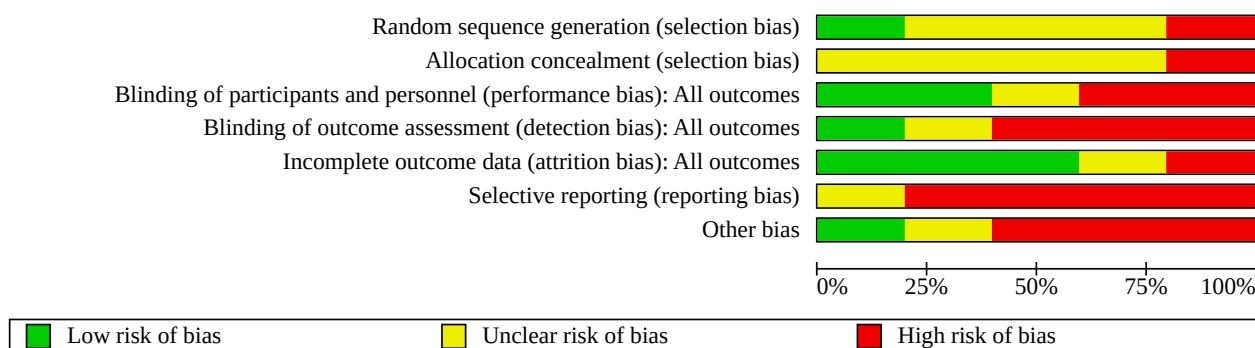 Random sequence generation (selection bias)
Allocation concealment (selection bias)
Blinding of participants and personnel (performance bias): All outcomes
Blinding of outcome assessment (detection bias): All outcomes
Incomplete outcome data (attrition bias): All outcomes
Selective reporting (reporting bias)
Other bias
0% 25% 50% 75% 100%
Low risk of bias Unclear risk of bias High risk of bias